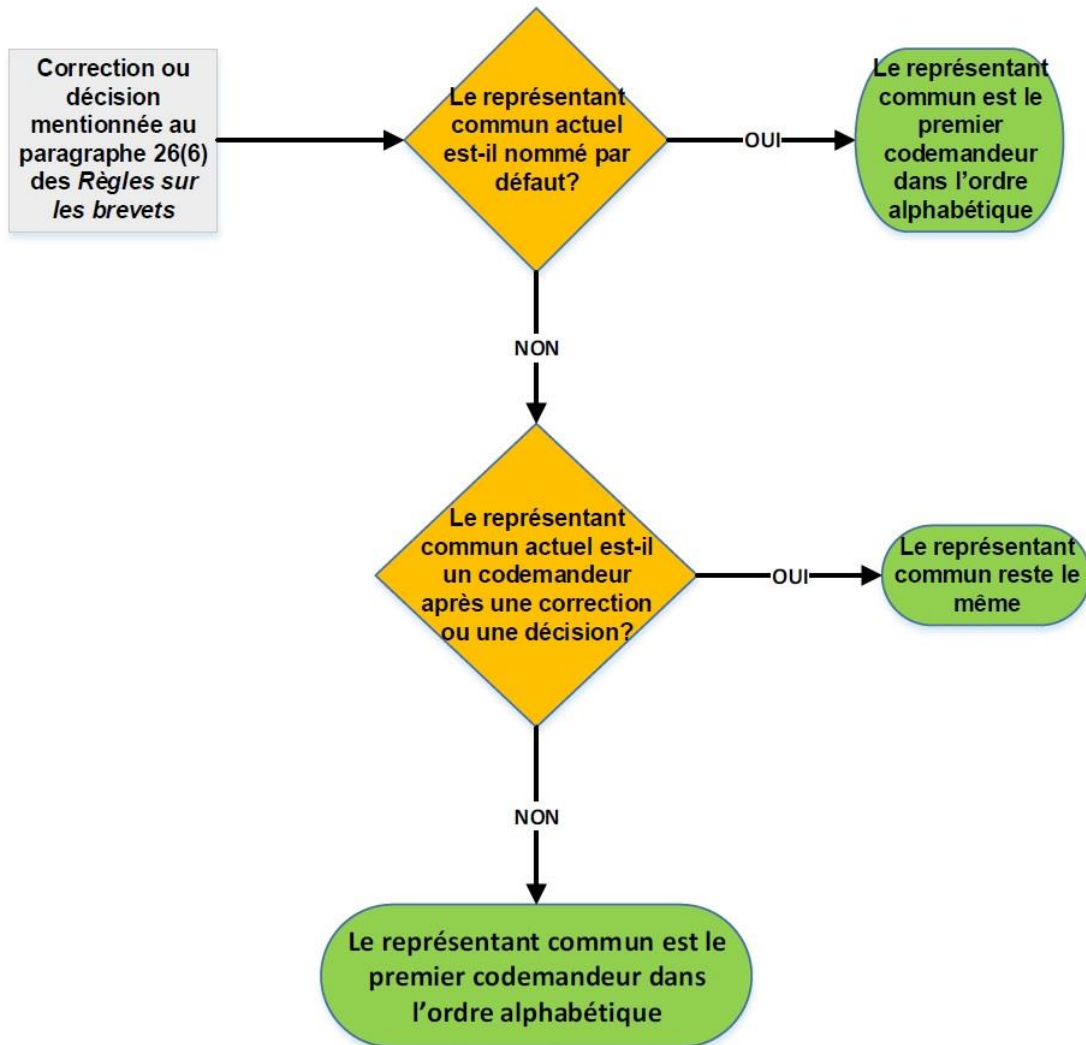 Correction ou
décision
mentionnée au
paragraphe 26(6)
des Règles sur
les brevets
Le représentant
commun actuel
est-il nommé par
défaut?
OUI
Le représentant
commun est le
premier
codemandeur
dans l'ordre
alphabétique
NON
Le représentant
commun actuel est-il
un codemandeur
après une correction
ou une décision?
OUI
Le représentant
commun reste le
même
NON
Le représentant commun est le
premier codemandeur dans
l'ordre alphabétique